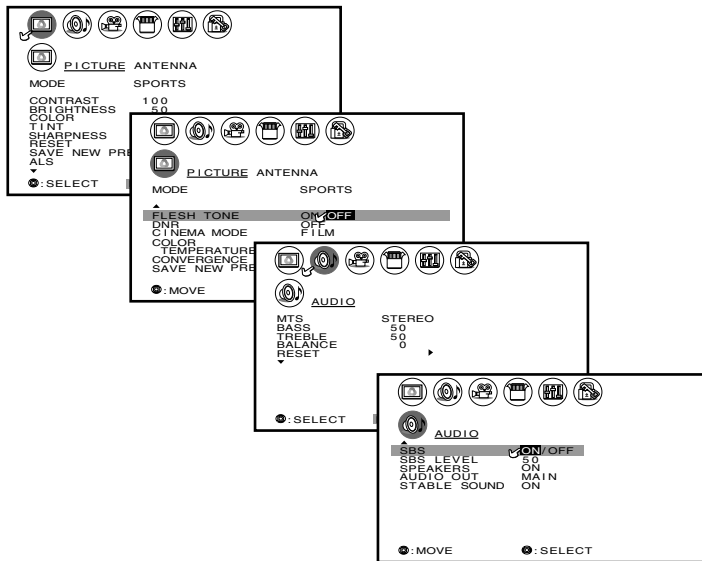 PICTURE ANTENNA
MODE SPORTS
CONTRAST 100
BRIGHTNESS 50
COLOR
TINT
SHARPNESS
RESET
SAVE NEW PRE
ALS
:SELECT
PICTURE ANTENNA
MODE SPORTS
FLESH TONE ON/OFF
DNR OFF
CINEMA MODE FILM
COLOR
TEMPERATURE
CONVERGENCE
SAVE NEW PRE
:MOVE
AUDIO
MTS STEREO
BASS 50
TREBLE 50
BALANCE 0
RESET
:SELECT
AUDIO
SBS ON/OFF
SBS LEVEL 50
SPEAKERS ON
AUDIO OUT MAIN
STABLE SOUND ON
:MOVE :SELECT